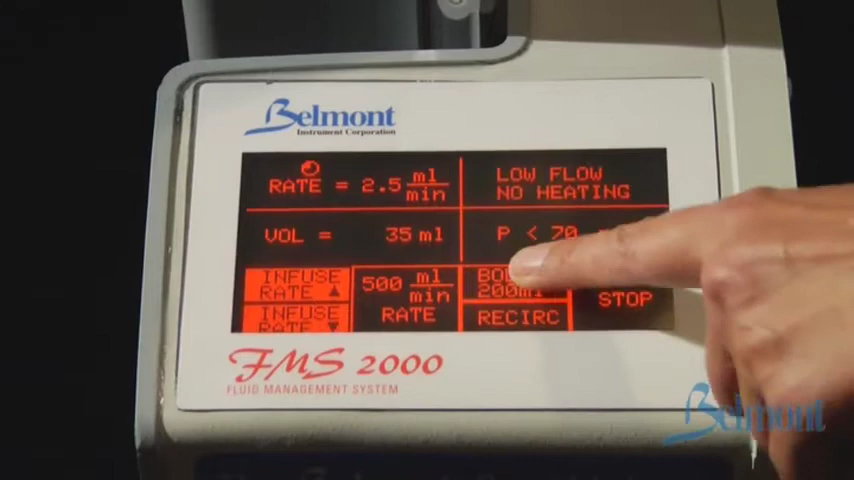 Belmont
Instrument Corporation
RATE = 2.5 ml/min
LOW FLOW
NO HEATING
VOL = 35 ml
P < 70
INFUSE
RATE ▲
500 ml/min
RATE
200ml
STOP
INFUSE
RATE ▼
RECIRC
FMS 2000
FLUID MANAGEMENT SYSTEM
Belmont